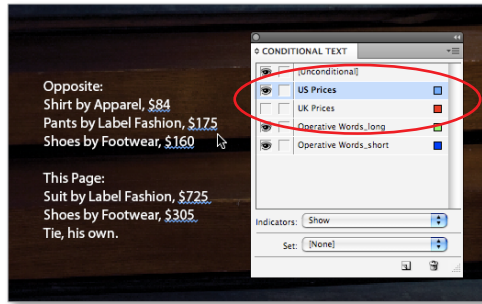 Opposite:
Shirt by Apparel, $84
Pants by Label Fashion, $175
Shoes by Footwear, $160
This Page:
Suit by Label Fashion, $725
Shoes by Footwear, $305
Tie, his own.
CONDITIONAL TEXT
[Unconditional]
US Prices
UK Prices
Operative Words_long
Operative Words_short
Indicators: Show
Set: [None]